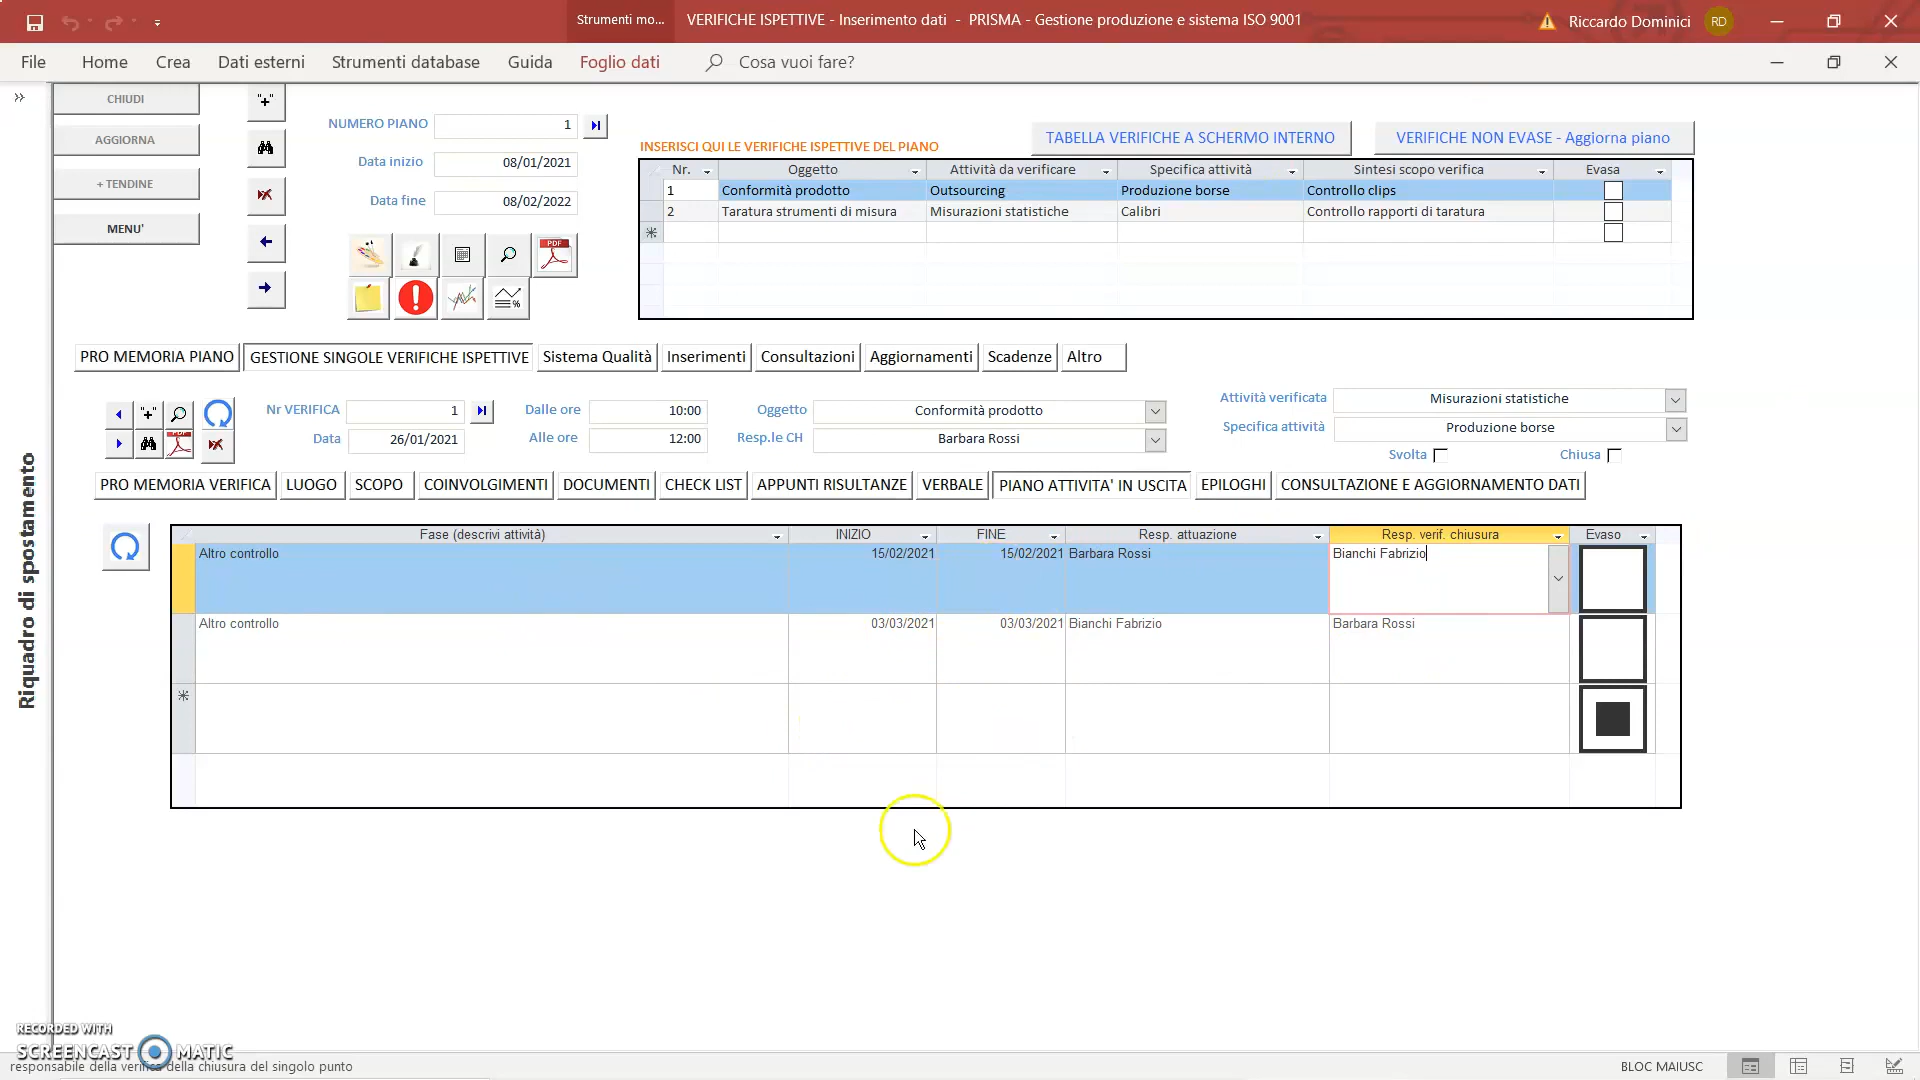 Strumenti mo... VERIFICHE ISPETTIVE - Inserimento dati - PRISMA - Gestione produzione e sistema ISO 9001 Riccardo Dominici RD
File Home Crea Dati esterni Strumenti database Guida Foglio dati Cosa vuoi fare?
CHIUDI
AGGIORNA
+ TENDINE
MENU'
"+"
NUMERO PIANO 1
Data inizio 08/01/2021
Data fine 08/02/2022
PDF
%
INSERISCI QUI LE VERIFICHE ISPETTIVE DEL PIANO
TABELLA VERIFICHE A SCHERMO INTERNO
VERIFICHE NON EVASE - Aggiorna piano
Nr. Oggetto Attività da verificare Specifica attività Sintesi scopo verifica Evasa
1 Conformità prodotto Outsourcing Produzione borse Controllo clips
2 Taratura strumenti di misura Misurazioni statistiche Calibri Controllo rapporti di taratura
PRO MEMORIA PIANO GESTIONE SINGOLE VERIFICHE ISPETTIVE Sistema Qualità Inserimenti Consultazioni Aggiornamenti Scadenze Altro
"+"
Nr VERIFICA 1 Dalle ore 10:00 Oggetto Conformità prodotto Attività verificata Misurazioni statistiche
Data 26/01/2021 Alle ore 12:00 Resp.le CH Barbara Rossi Specifica attività Produzione borse
Svolta Chiusa
PRO MEMORIA VERIFICA LUOGO SCOPO COINVOLGIMENTI DOCUMENTI CHECK LIST APPUNTI RISULTANZE VERBALE PIANO ATTIVITA' IN USCITA EPILOGHI CONSULTAZIONE E AGGIORNAMENTO DATI
Fase (descrivi attività) INIZIO FINE Resp. attuazione Resp. verif. chiusura Evaso
Altro controllo 15/02/2021 15/02/2021 Barbara Rossi Bianchi Fabrizio
Altro controllo 03/03/2021 03/03/2021 Bianchi Fabrizio Barbara Rossi
Riquadro di spostamento
RECORDED WITH
SCREENCAST MATIC
responsabile della verifica della chiusura del singolo punto
BLOC MAIUSC